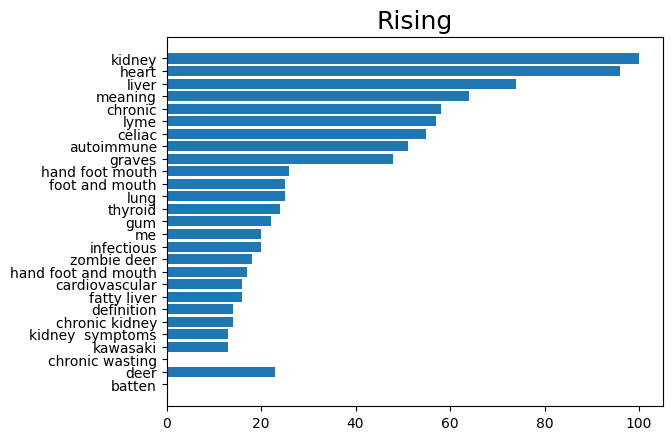 Rising
kidney
heart
liver
meaning
chronic
lyme
celiac
autoimmune
graves
hand foot mouth
foot and mouth
lung
thyroid
gum
me
infectious
zombie deer
hand foot and mouth
cardiovascular
fatty liver
definition
chronic kidney
kidney  symptoms
kawasaki
chronic wasting
deer
batten
0 20 40 60 80 100